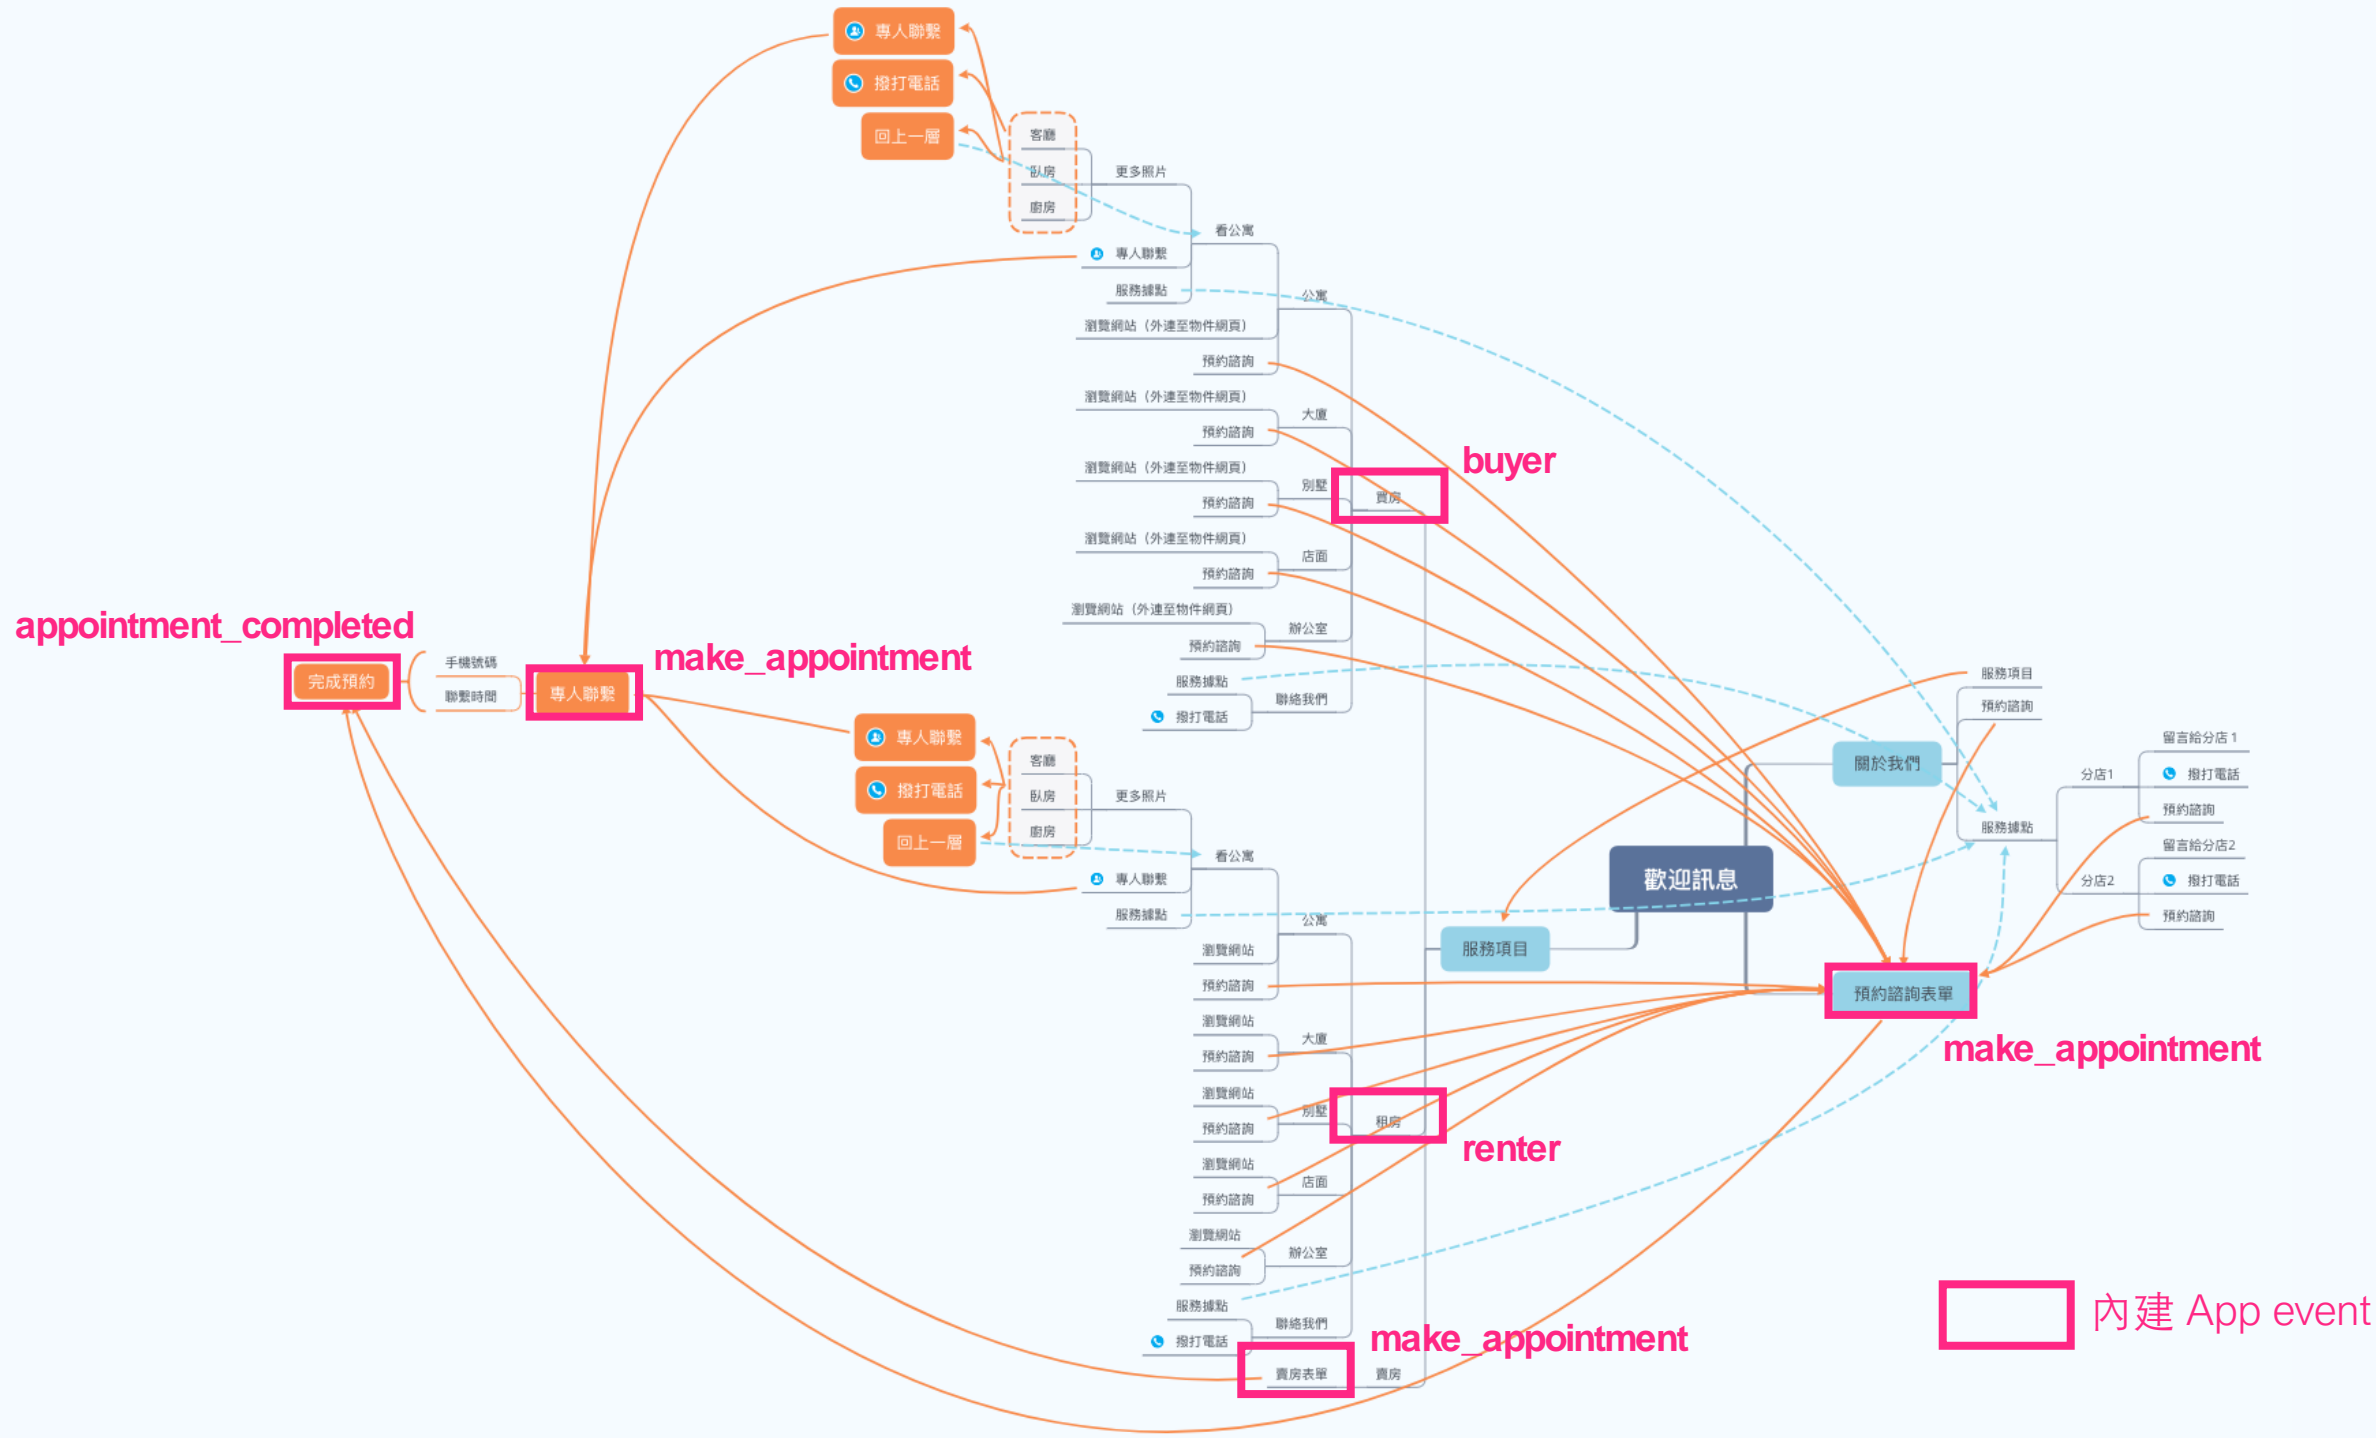 專人聯繫
撥打電話
回上一層
客廳
臥房
廚房
更多照片
看公寓
專人聯繫
服務據點
公寓
瀏覽網站（外連至物件網頁）
預約諮詢
瀏覽網站（外連至物件網頁）
大廈
預約諮詢
buyer
瀏覽網站（外連至物件網頁）
別墅
買房
預約諮詢
瀏覽網站（外連至物件網頁）
店面
預約諮詢
瀏覽網站（外連至物件網頁）
辦公室
預約諮詢
服務據點
聯絡我們
撥打電話
appointment_completed
完成預約
手機號碼
聯繫時間
make_appointment
專人聯繫
專人聯繫
撥打電話
回上一層
客廳
臥房
廚房
更多照片
看公寓
專人聯繫
服務據點
公寓
瀏覽網站
預約諮詢
瀏覽網站
大廈
預約諮詢
瀏覽網站
別墅
租房
預約諮詢
renter
瀏覽網站
店面
預約諮詢
瀏覽網站
辦公室
預約諮詢
服務據點
聯絡我們
撥打電話
make_appointment
賣房表單
賣房
服務項目
預約諮詢
關於我們
服務據點
分店1
留言給分店 1
撥打電話
預約諮詢
分店2
留言給分店2
撥打電話
預約諮詢
歡迎訊息
服務項目
預約諮詢表單
make_appointment
內建 App event